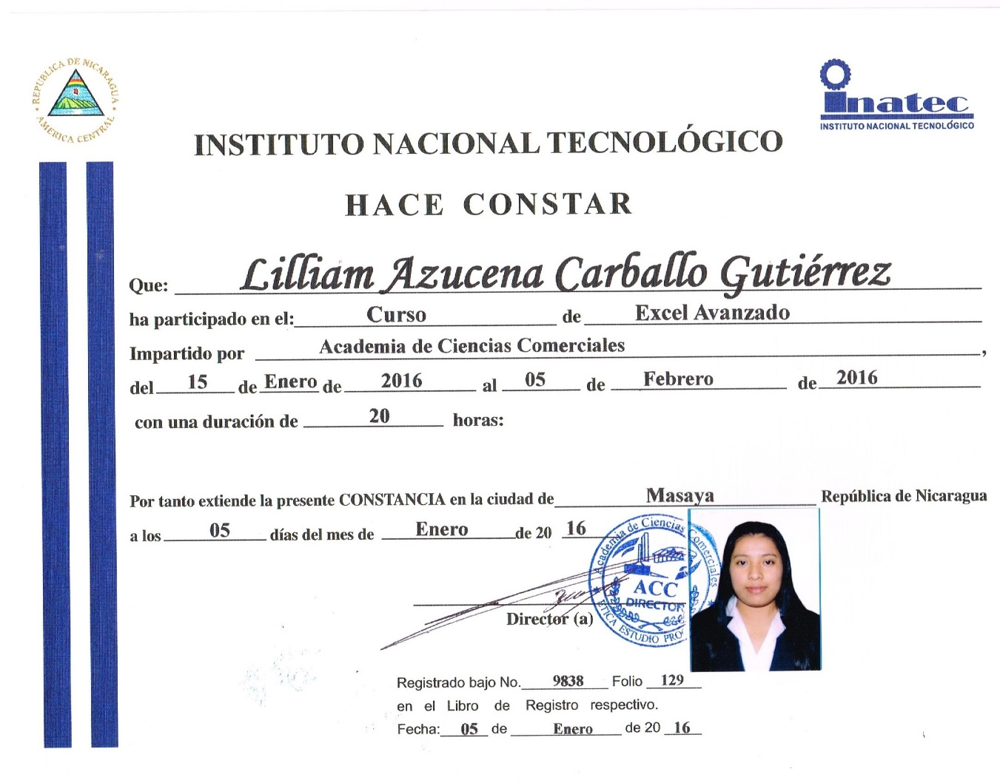 REPUBLICA DE NICARAGUA
AMERICA CENTRAL
inatec
INSTITUTO NACIONAL TECNOLÓGICO
INSTITUTO NACIONAL TECNOLÓGICO
HACE CONSTAR
Que: Lilliam Azucena Carballo Gutiérrez
ha participado en el: Curso de Excel Avanzado
Impartido por Academia de Ciencias Comerciales,
del 15 de Enero de 2016 al 05 de Febrero de 2016
con una duración de 20 horas:
Por tanto extiende la presente CONSTANCIA en la ciudad de Masaya República de Nicaragua
a los 05 días del mes de Enero de 20 16
Academia de Ciencias Comerciales
ACC
DIRECTOR
ETICA ESTUDIO
Director (a)
Registrado bajo No. 9838 Folio 129
en el Libro de Registro respectivo.
Fecha: 05 de Enero de 20 16